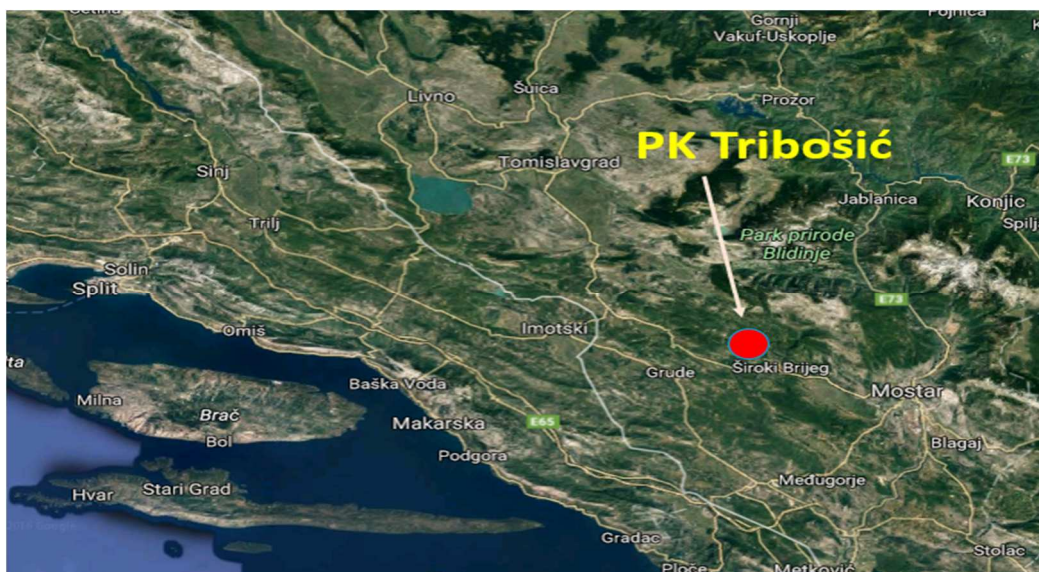 Gornji
Vakuf-Uskoplje
Fojnica
Livno
Šuica
Prozor
PK Tribošić
Tomislavgrad
E73
Sinj
Jablanica
Konjic
Trilj
Park prirode
Blidinje
Solin
Split
E73
Omiš
Imotski
Grude
Široki Brijeg
Baška Voda
Mostar
Milna
Brač
Makarska
E65
Bol
Blagaj
Podgora
Međugorje
Hvar
Stari Grad
Gradac
Stolac
Ploče
Metković